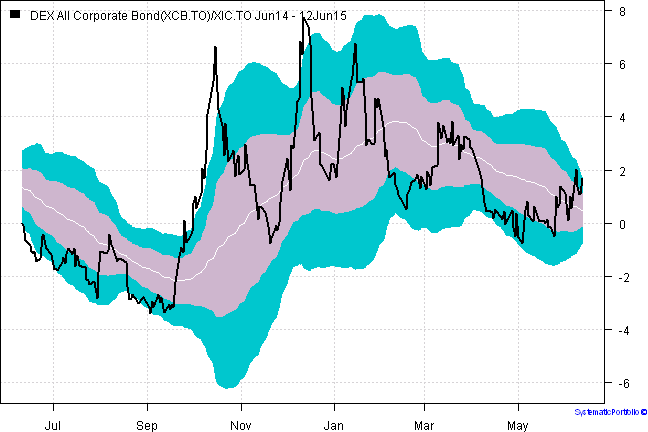 DEX All Corporate Bond(XCB.TO)/XIC.TO Jun14 - 12Jun15
8
6
4
2
0
-2
-4
-6
Jul Sep Nov Jan Mar May
SystematicPortfolio ©